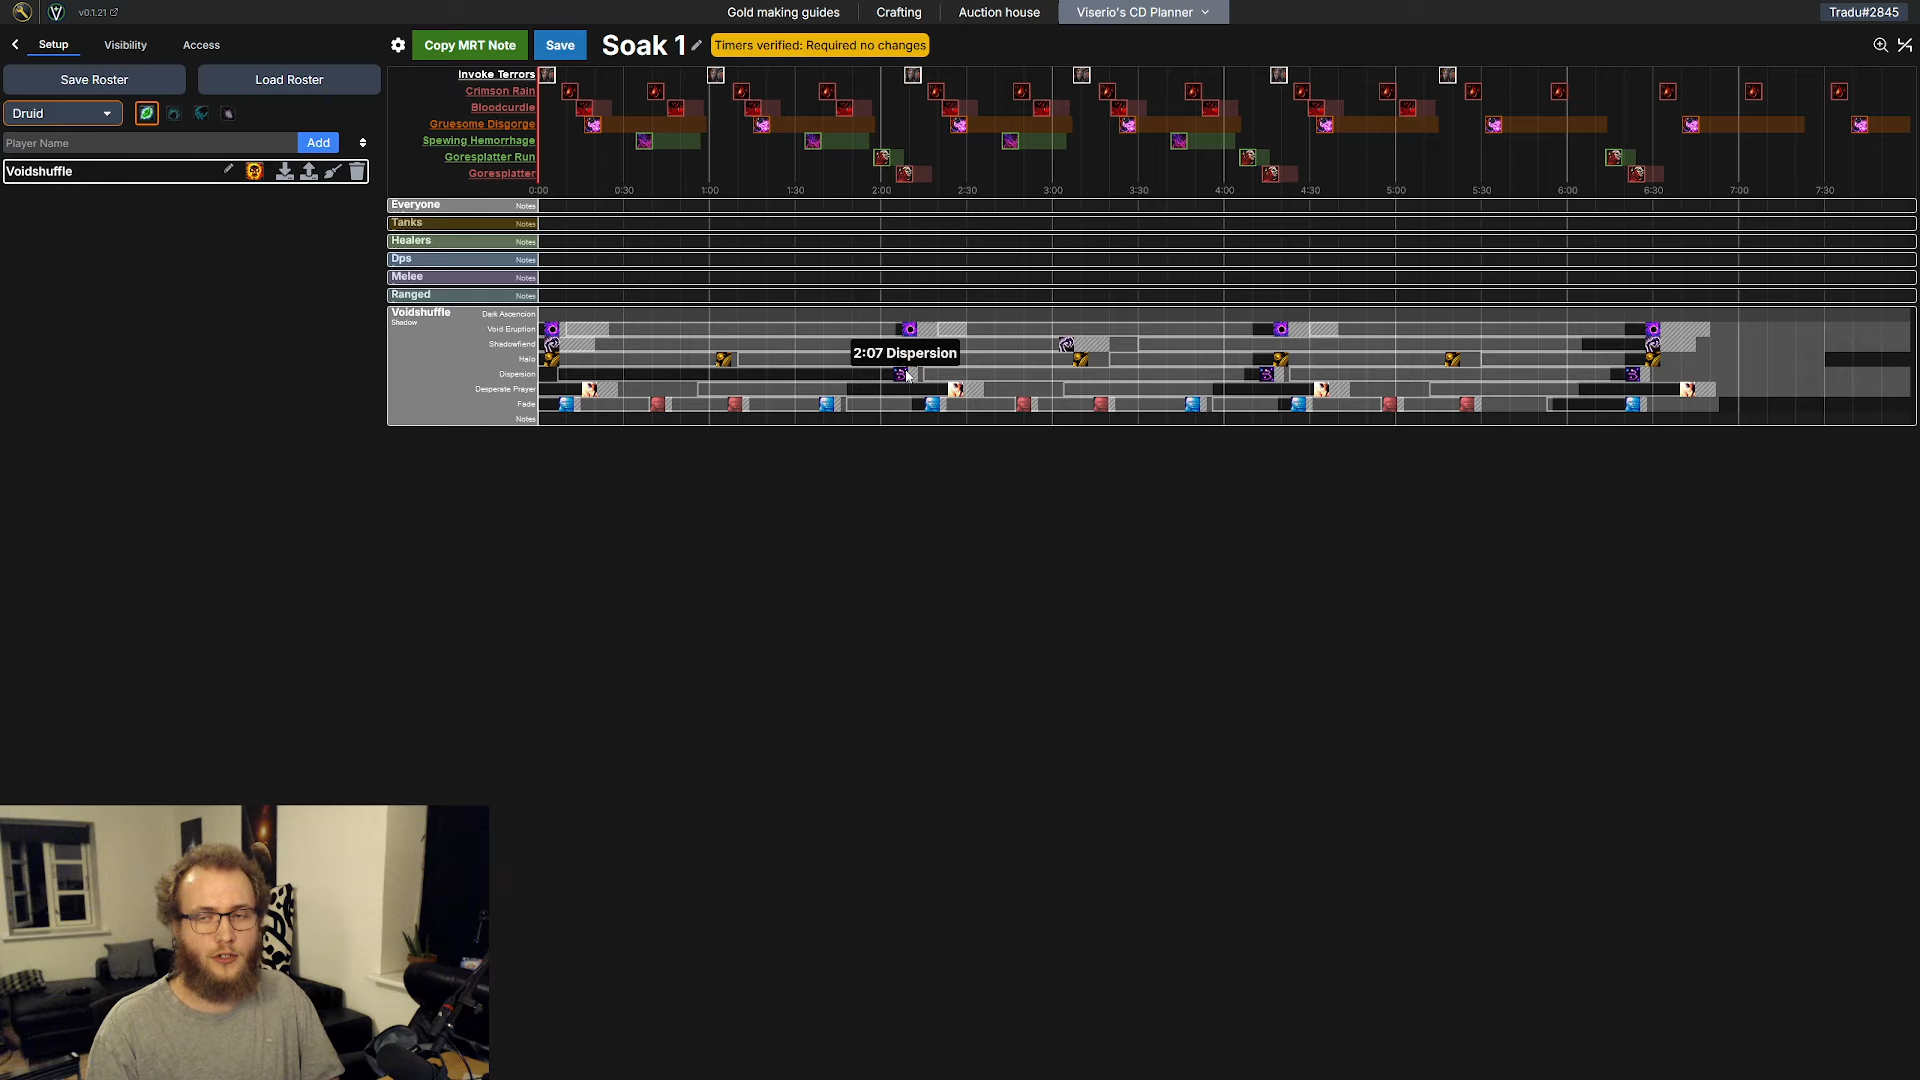 v0.1.21
Gold making guides
Crafting
Auction house
Viserio's CD Planner
Tradu#2845
Setup
Visibility
Access
Copy MRT Note
Save
Soak 1
Timers verified: Required no changes
Save Roster
Load Roster
Druid
Player Name
Add
Voidshuffle
Invoke Terrors
Crimson Rain
Bloodcurdle
Gruesome Disgorge
Spewing Hemorrhage
Goresplatter Run
Goresplatter
0:00 0:30 1:00 1:30 2:00 2:30 3:00 3:30 4:00 4:30 5:00 5:30 6:00 6:30 7:00 7:30
Everyone Notes
Tanks Notes
Healers Notes
Dps Notes
Melee Notes
Ranged Notes
Voidshuffle
Shadow
Dark Ascencion
Void Eruption
Shadowfiend
2:07 Dispersion
Halo
Dispersion
Desperate Prayer
Fade
Notes